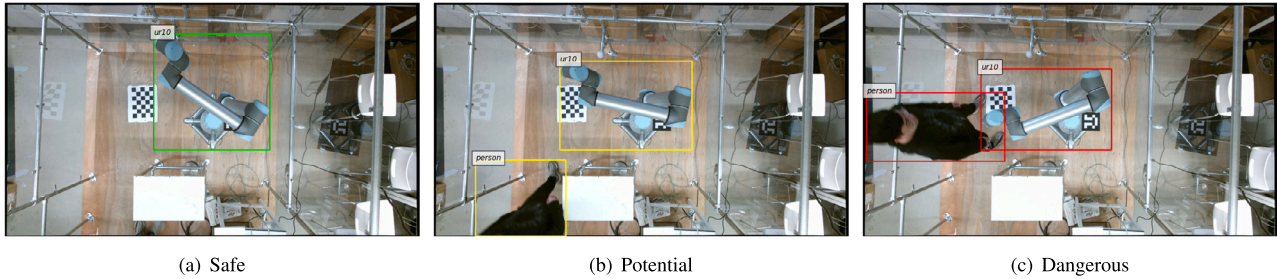 ur10
ur10
person
ur10
person
(a) Safe
(b) Potential
(c) Dangerous